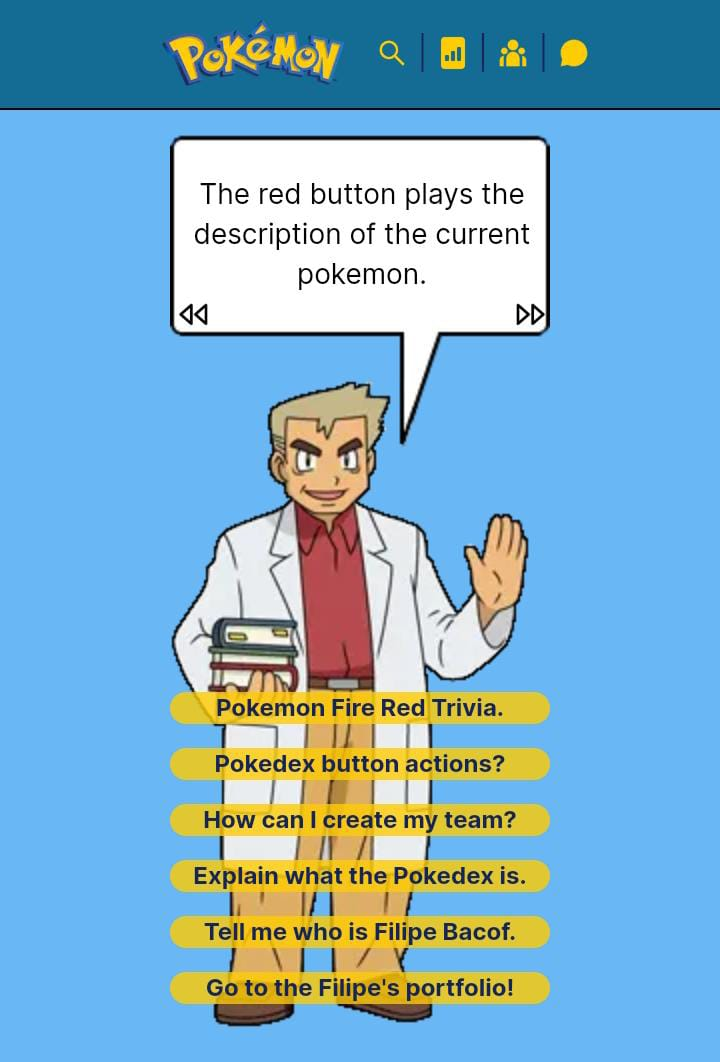 POKéMON
The red button plays the
description of the current
pokemon.
Pokemon Fire Red Trivia.
Pokedex button actions?
How can I create my team?
Explain what the Pokedex is.
Tell me who is Filipe Bacof.
Go to the Filipe's portfolio!